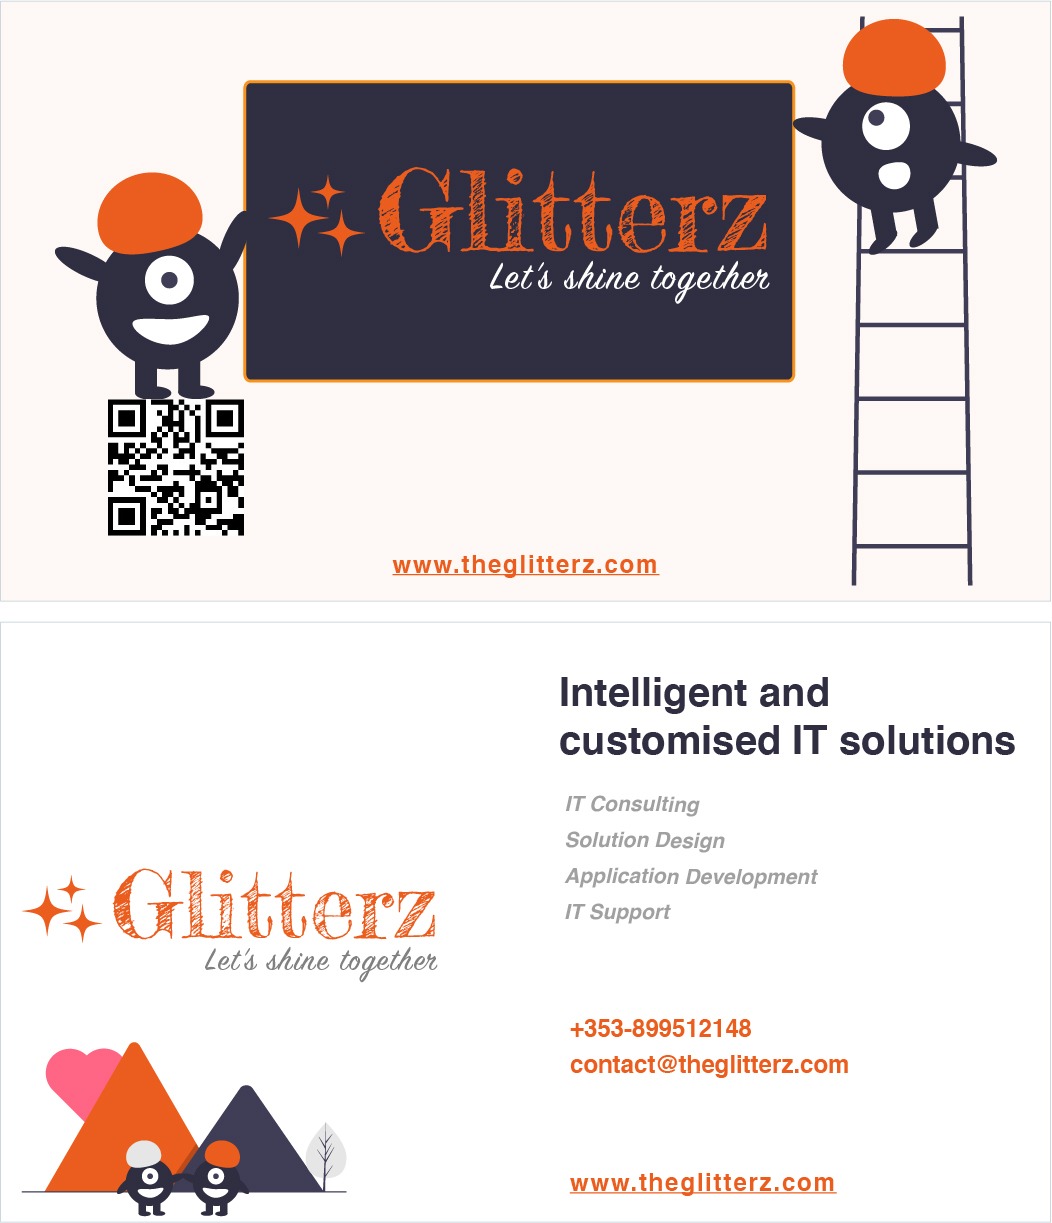 Glitterz
Let's shine together
www.theglitterz.com
Intelligent and
customised IT solutions
IT Consulting
Solution Design
Application Development
IT Support
Glitterz
Let's shine together
+353-899512148
contact@theglitterz.com
www.theglitterz.com